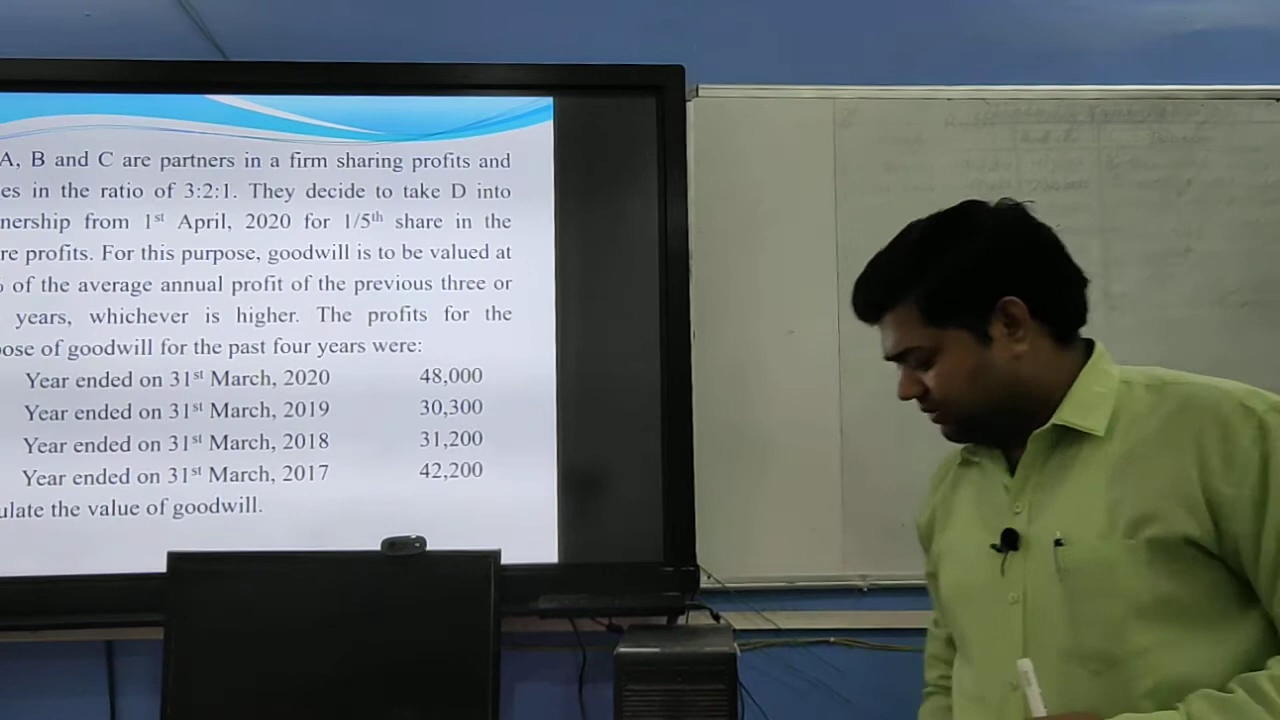 A, B and C are partners in a firm sharing profits and
es in the ratio of 3:2:1. They decide to take D into
nership from 1st April, 2020 for 1/5th share in the
re profits. For this purpose, goodwill is to be valued at
of the average annual profit of the previous three or
years, whichever is higher. The profits for the
ose of goodwill for the past four years were:
Year ended on 31st March, 2020 48,000
Year ended on 31st March, 2019 30,300
Year ended on 31st March, 2018 31,200
Year ended on 31st March, 2017 42,200
ulate the value of goodwill.